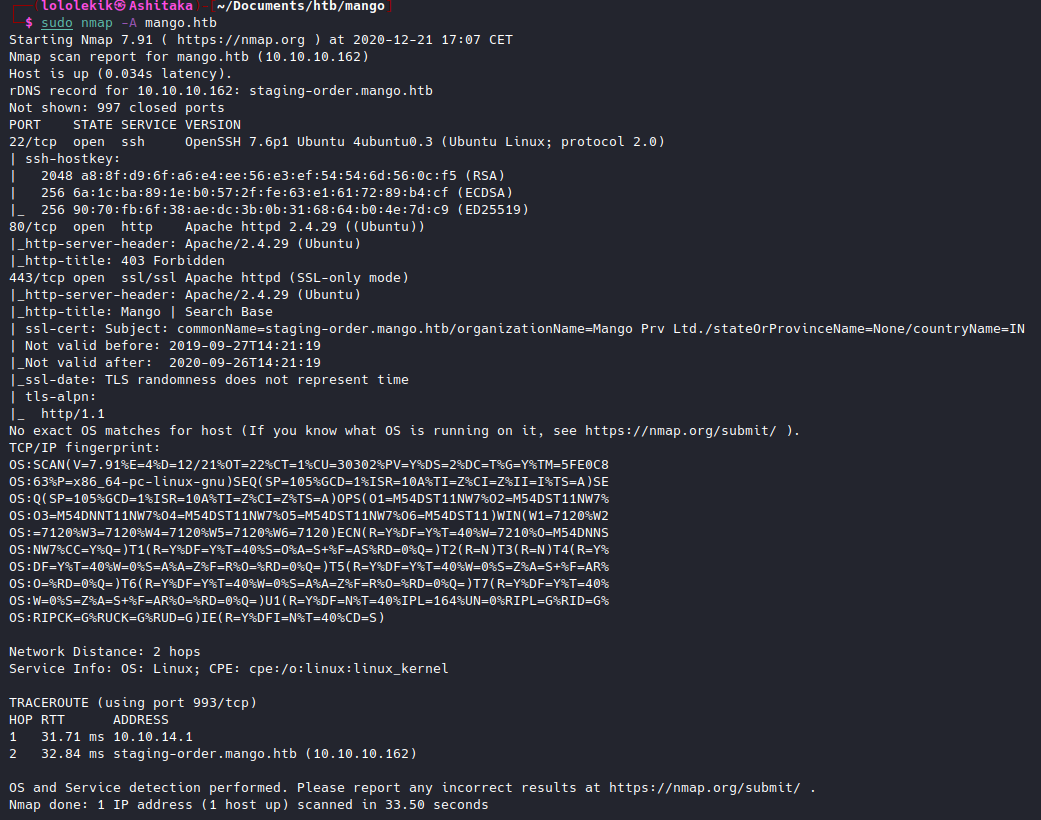 (lololekik㉿Ashitaka)-[~/Documents/htb/mango]
$ sudo nmap -A mango.htb
Starting Nmap 7.91 ( https://nmap.org ) at 2020-12-21 17:07 CET
Nmap scan report for mango.htb (10.10.10.162)
Host is up (0.034s latency).
rDNS record for 10.10.10.162: staging-order.mango.htb
Not shown: 997 closed ports
PORT    STATE SERVICE VERSION
22/tcp  open  ssh     OpenSSH 7.6p1 Ubuntu 4ubuntu0.3 (Ubuntu Linux; protocol 2.0)
| ssh-hostkey:
|   2048 a8:8f:d9:6f:a6:e4:ee:56:e3:ef:54:54:6d:56:0c:f5 (RSA)
|   256 6a:1c:ba:89:1e:b0:57:2f:fe:63:e1:61:72:89:b4:cf (ECDSA)
|_  256 90:70:fb:6f:38:ae:dc:3b:0b:31:68:64:b0:4e:7d:c9 (ED25519)
80/tcp  open  http    Apache httpd 2.4.29 ((Ubuntu))
|_http-server-header: Apache/2.4.29 (Ubuntu)
|_http-title: 403 Forbidden
443/tcp open  ssl/ssl Apache httpd (SSL-only mode)
|_http-server-header: Apache/2.4.29 (Ubuntu)
|_http-title: Mango | Search Base
| ssl-cert: Subject: commonName=staging-order.mango.htb/organizationName=Mango Prv Ltd./stateOrProvinceName=None/countryName=IN
| Not valid before: 2019-09-27T14:21:19
|_Not valid after:  2020-09-26T14:21:19
|_ssl-date: TLS randomness does not represent time
| tls-alpn:
|_  http/1.1
No exact OS matches for host (If you know what OS is running on it, see https://nmap.org/submit/ ).
TCP/IP fingerprint:
OS:SCAN(V=7.91%E=4%D=12/21%OT=22%CT=1%CU=30302%PV=Y%DS=2%DC=T%G=Y%TM=5FE0C8
OS:63%P=x86_64-pc-linux-gnu)SEQ(SP=105%GCD=1%ISR=10A%TI=Z%CI=Z%II=I%TS=A)SE
OS:Q(SP=105%GCD=1%ISR=10A%TI=Z%CI=Z%TS=A)OPS(O1=M54DST11NW7%O2=M54DST11NW7%
OS:O3=M54DNNT11NW7%O4=M54DST11NW7%O5=M54DST11NW7%O6=M54DST11)WIN(W1=7120%W2
OS:=7120%W3=7120%W4=7120%W5=7120%W6=7120)ECN(R=Y%DF=Y%T=40%W=7210%O=M54DNNS
OS:NW7%CC=Y%Q=)T1(R=Y%DF=Y%T=40%S=O%A=S+%F=AS%RD=0%Q=)T2(R=N)T3(R=N)T4(R=Y%
OS:DF=Y%T=40%W=0%S=A%A=Z%F=R%O=%RD=0%Q=)T5(R=Y%DF=Y%T=40%W=0%S=Z%A=S+%F=AR%
OS:O=%RD=0%Q=)T6(R=Y%DF=Y%T=40%W=0%S=A%A=Z%F=R%O=%RD=0%Q=)T7(R=Y%DF=Y%T=40%
OS:W=0%S=Z%A=S+%F=AR%O=%RD=0%Q=)U1(R=Y%DF=N%T=40%IPL=164%UN=0%RIPL=G%RID=G%
OS:RIPCK=G%RUCK=G%RUD=G)IE(R=Y%DFI=N%T=40%CD=S)
Network Distance: 2 hops
Service Info: OS: Linux; CPE: cpe:/o:linux:linux_kernel
TRACEROUTE (using port 993/tcp)
HOP RTT      ADDRESS
1   31.71 ms 10.10.14.1
2   32.84 ms staging-order.mango.htb (10.10.10.162)
OS and Service detection performed. Please report any incorrect results at https://nmap.org/submit/ .
Nmap done: 1 IP address (1 host up) scanned in 33.50 seconds